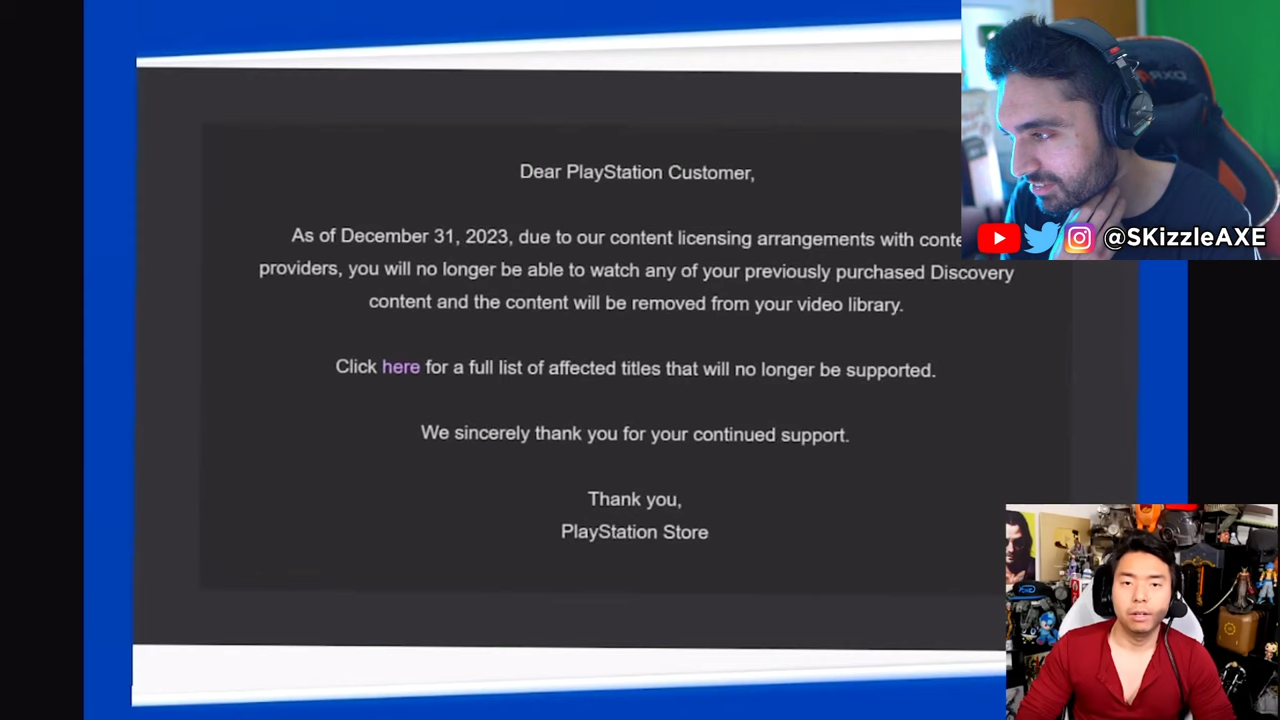 Dear PlayStation Customer,
As of December 31, 2023, due to our content licensing arrangements with
providers, you will no longer be able to watch any of your previously purchased Discovery
content and the content will be removed from your video library.
Click here for a full list of affected titles that will no longer be supported.
We sincerely thank you for your continued support.
Thank you,
PlayStation Store
@SKizzleAXE